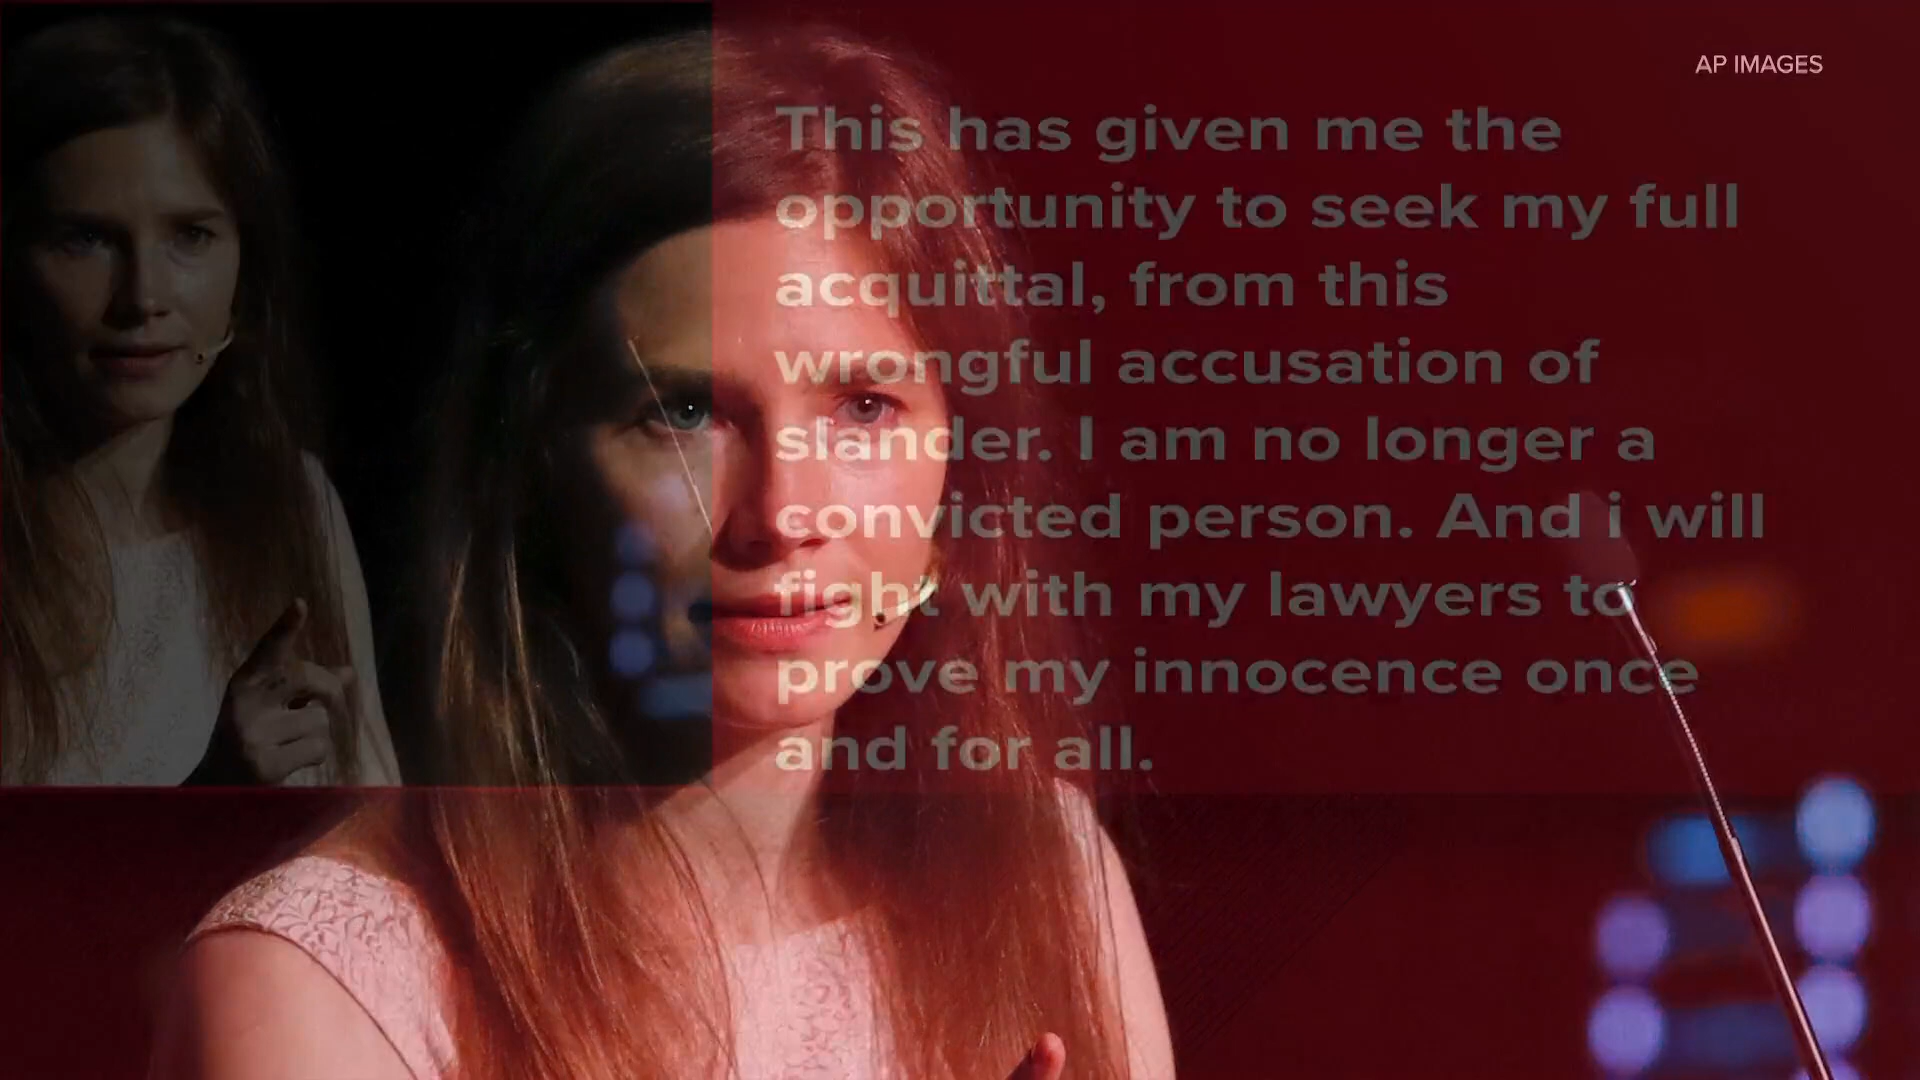 AP IMAGES
This has given me the
opportunity to seek my full
acquittal, from this
wrongful accusation of
slander. I am no longer a
convicted person. And i will
fight with my lawyers to
prove my innocence once
and for all.